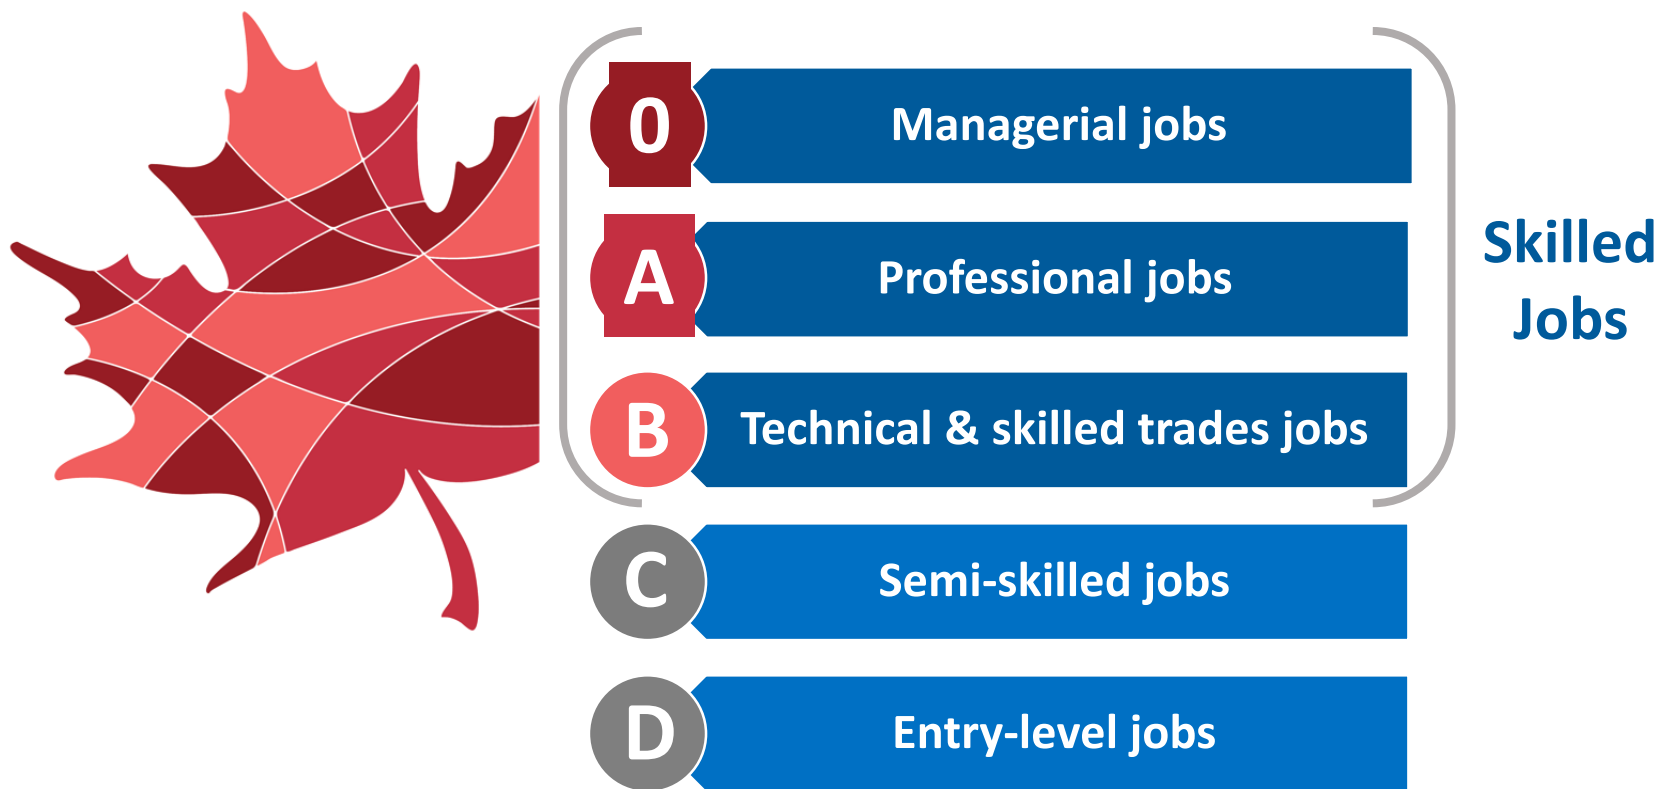 0 Managerial jobs
A Professional jobs
B Technical & skilled trades jobs
Skilled
Jobs
C Semi-skilled jobs
D Entry-level jobs